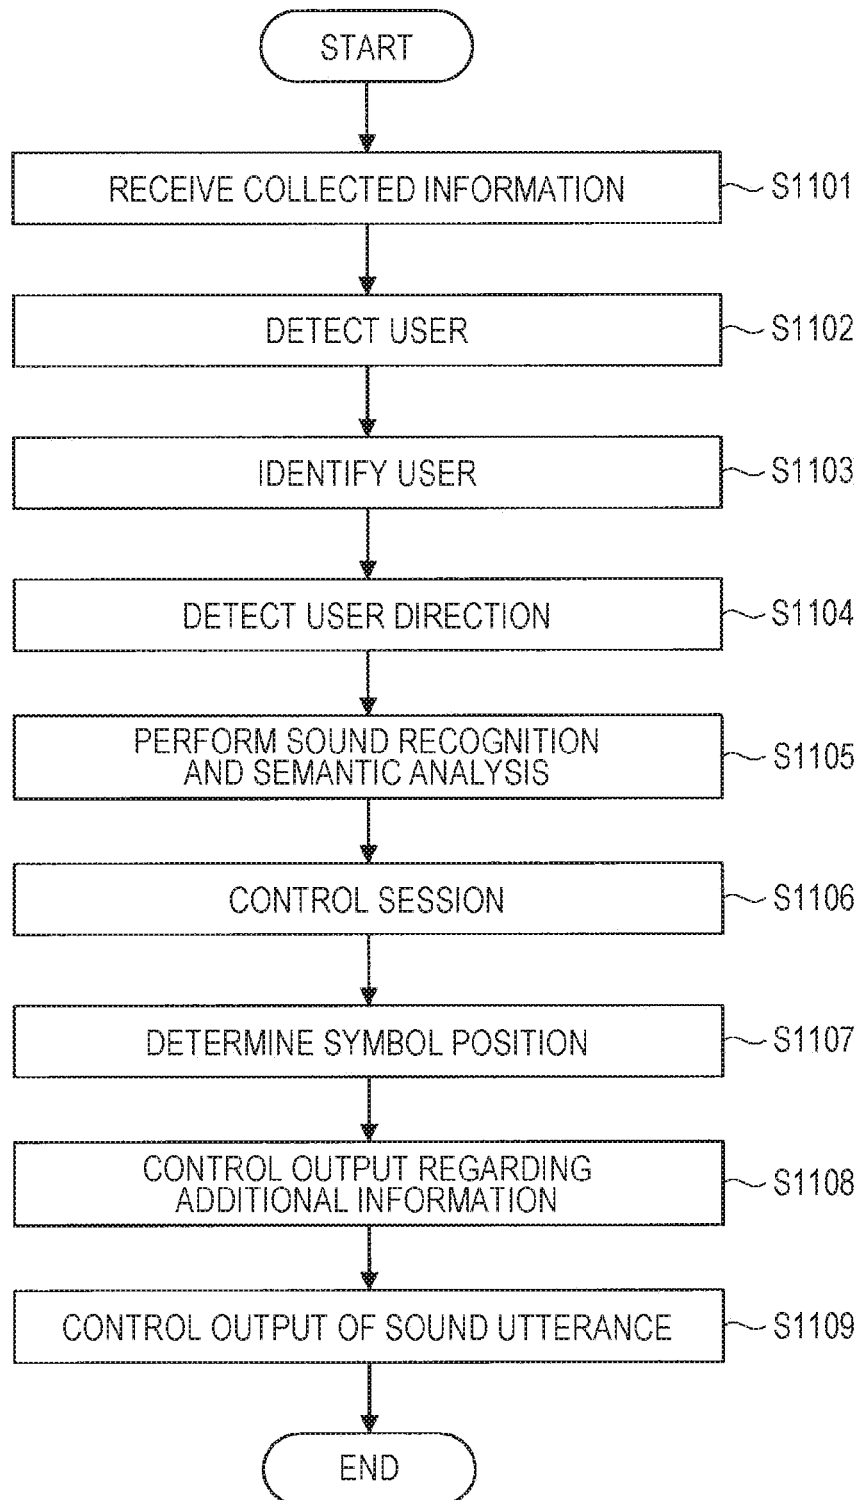 START
RECEIVE COLLECTED INFORMATION
S1101
DETECT USER
S1102
IDENTIFY USER
S1103
DETECT USER DIRECTION
S1104
PERFORM SOUND RECOGNITION
AND SEMANTIC ANALYSIS
S1105
CONTROL SESSION
S1106
DETERMINE SYMBOL POSITION
S1107
CONTROL OUTPUT REGARDING
ADDITIONAL INFORMATION
S1108
CONTROL OUTPUT OF SOUND UTTERANCE
S1109
END